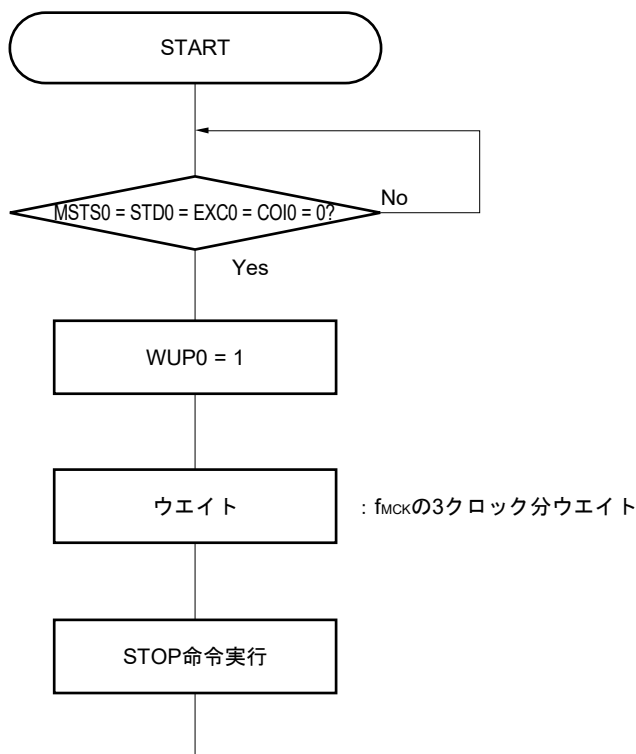 START
MSTS0 = STD0 = EXC0 = COI0 = 0?
No
Yes
WUP0 = 1
ウエイト
: fMCKの3クロック分ウエイト
STOP命令実行